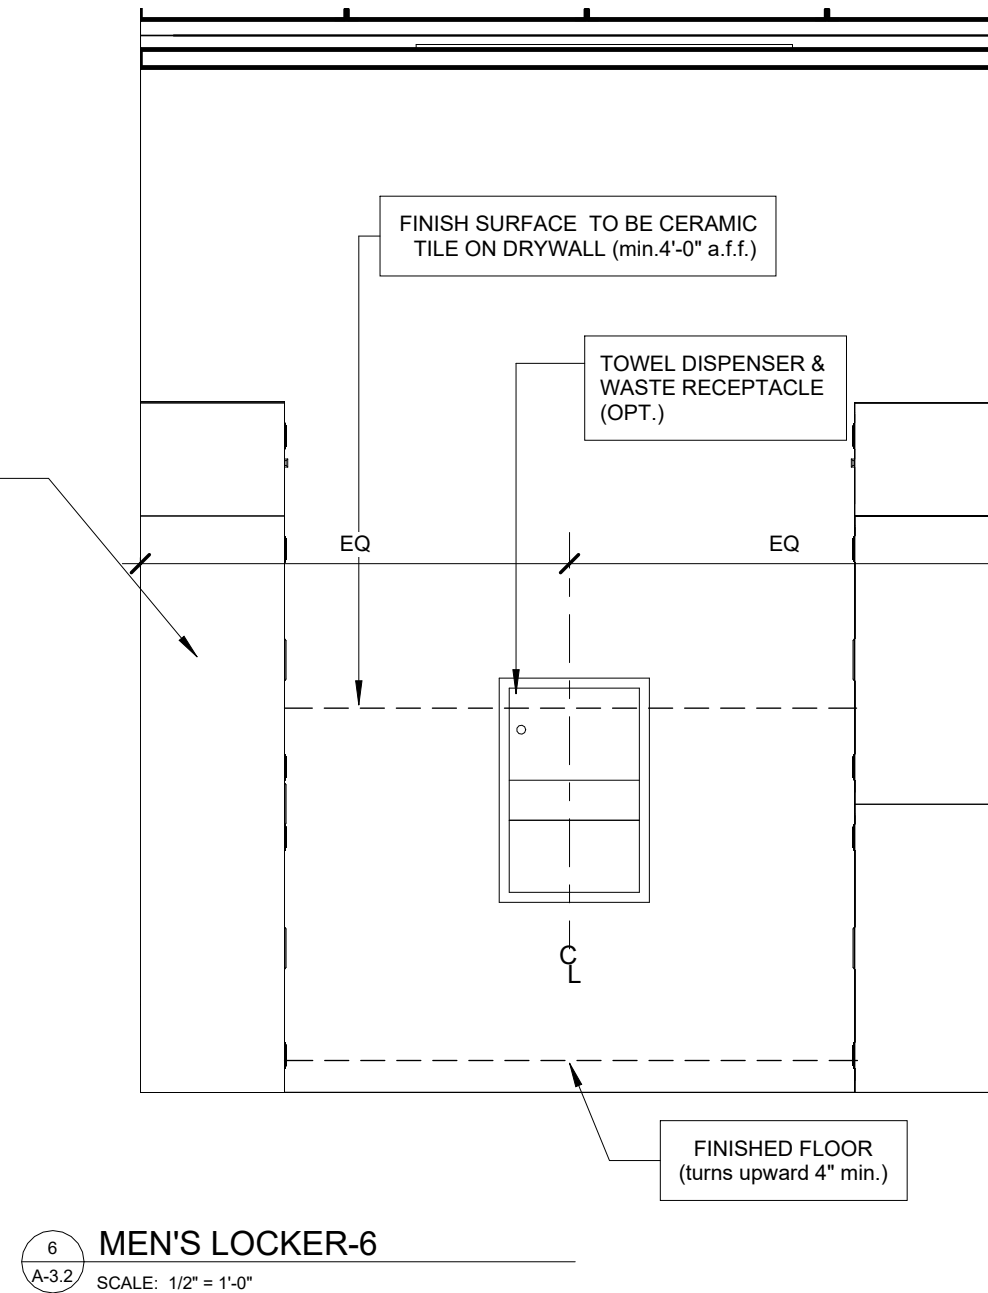 FINISH SURFACE  TO BE CERAMIC
TILE ON DRYWALL (min.4'-0" a.f.f.)
TOWEL DISPENSER &
WASTE RECEPTACLE
(OPT.)
EQ
EQ
C
L
FINISHED FLOOR
(turns upward 4" min.)
6
A-3.2
MEN'S LOCKER-6
SCALE:  1/2" = 1'-0"